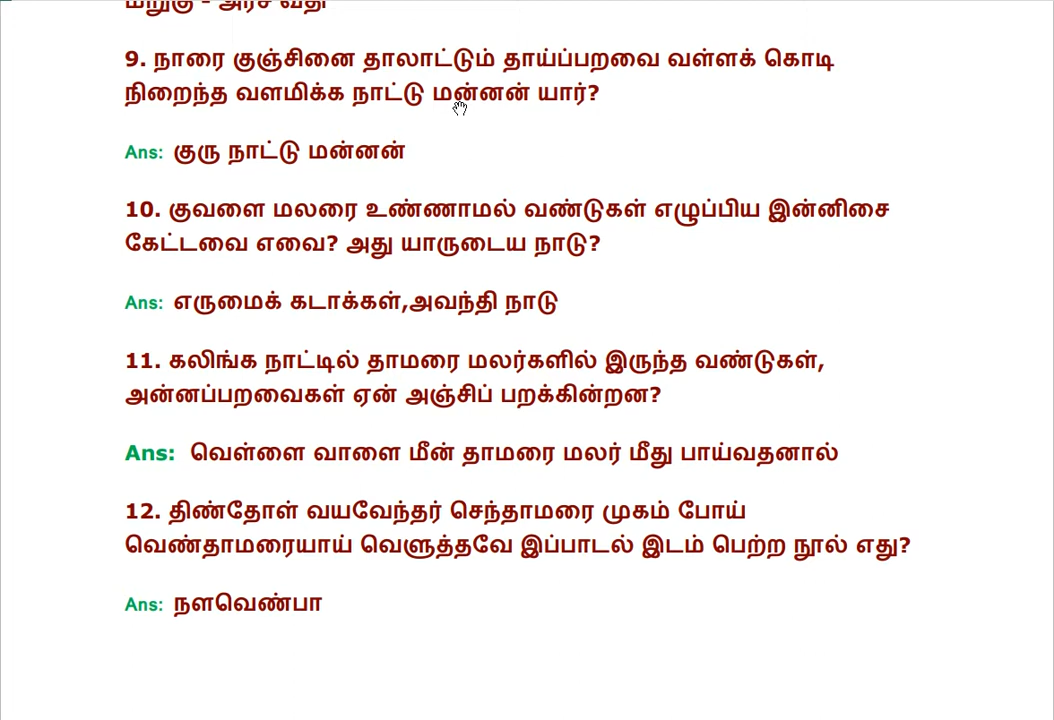 மறுகு - அரச வீதி
9. நாரை குஞ்சினை தாலாட்டும் தாய்ப்பறவை வள்ளக் கொடி
நிறைந்த வளமிக்க நாட்டு மன்னன் யார்?
Ans: குரு நாட்டு மன்னன்
10. குவளை மலரை உண்ணாமல் வண்டுகள் எழுப்பிய இன்னிசை
கேட்டவை எவை? அது யாருடைய நாடு?
Ans: எருமைக் கடாக்கள்,அவந்தி நாடு
11. கலிங்க நாட்டில் தாமரை மலர்களில் இருந்த வண்டுகள்,
அன்னப்பறவைகள் ஏன் அஞ்சிப் பறக்கின்றன?
Ans: வெள்ளை வாளை மீன் தாமரை மலர் மீது பாய்வதனால்
12. திண்தோள் வயவேந்தர் செந்தாமரை முகம் போய்
வெண்தாமரையாய் வெளுத்தவே இப்பாடல் இடம் பெற்ற நூல் எது?
Ans: நளவெண்பா